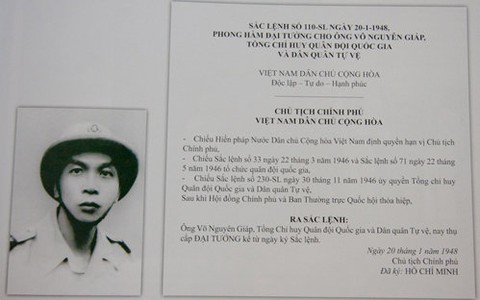 SẮC LỆNH SỐ 110-SL NGÀY 20-1-1948,
PHONG HÀM ĐẠI TƯỚNG CHO ÔNG VÕ NGUYÊN GIÁP,
TỔNG CHỈ HUY QUÂN ĐỘI QUỐC GIA
VÀ DÂN QUÂN TỰ VỆ
VIỆT NAM DÂN CHỦ CỘNG HÒA
Độc lập – Tự do – Hạnh phúc
CHỦ TỊCH CHÍNH PHỦ
VIỆT NAM DÂN CHỦ CỘNG HÒA
- Chiểu Hiến pháp Nước Dân chủ Cộng hòa Việt Nam định quyền hạn vị Chủ tịch
Chính phủ,
- Chiểu Sắc lệnh số 33 ngày 22 tháng 3 năm 1946 và Sắc lệnh số 71 ngày 22 tháng
5 năm 1946 tổ chức quân đội quốc gia,
- Chiểu Sắc lệnh số 230-SL ngày 30 tháng 11 năm 1946 ủy quyền Tổng chỉ huy
Quân đội Quốc gia và Dân quân Tự vệ,
Sau khi Hội đồng Chính phủ và Ban Thường trực Quốc hội thỏa hiệp,
RA SẮC LỆNH:
Ông Võ Nguyên Giáp, Tổng Chỉ huy Quân đội Quốc gia và Dân quân Tự vệ, nay thụ
cấp ĐẠI TƯỚNG kể từ ngày ký Sắc lệnh.
Ngày 20 tháng 1 năm 1948
Chủ tịch Chính phủ
Đã ký: HỒ CHÍ MINH